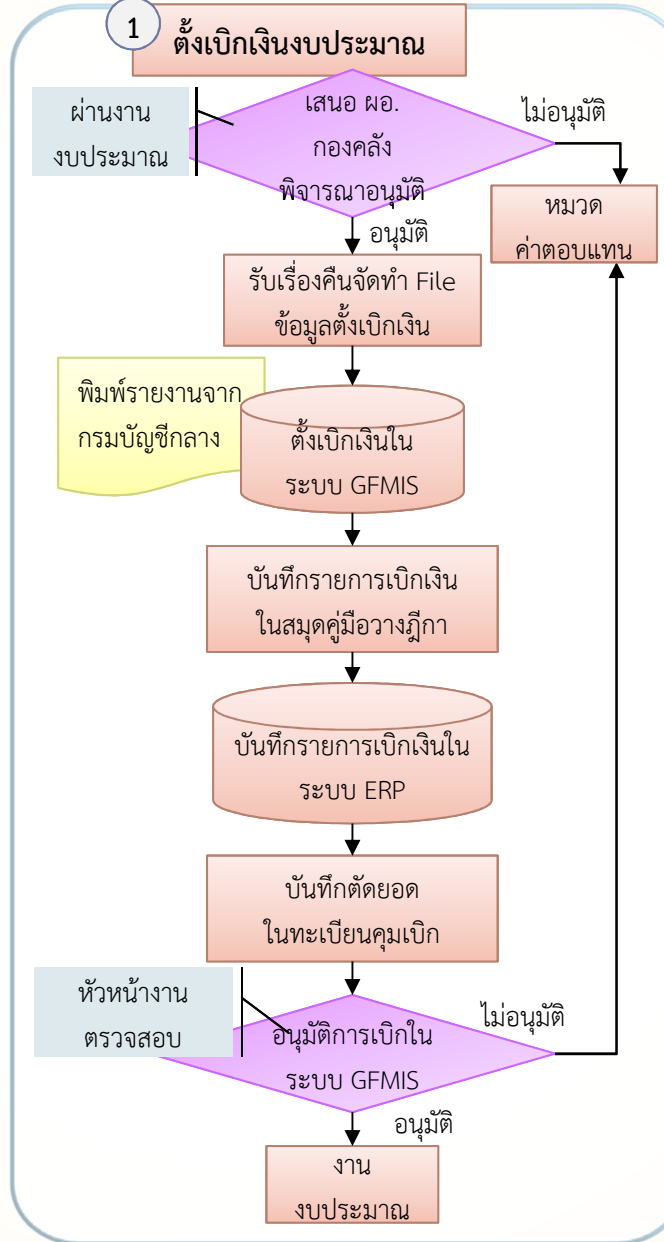 1
ตั้งเบิกเงินงบประมาณ
ผ่านงาน
งบประมาณ
เสนอ ผอ.
กองคลัง
พิจารณาอนุมัติ
ไม่อนุมัติ
หมวด
ค่าตอบแทน
อนุมัติ
รับเรื่องคืนจัดทำ File
ข้อมูลตั้งเบิกเงิน
พิมพ์รายงานจาก
กรมบัญชีกลาง
ตั้งเบิกเงินใน
ระบบ GFMIS
บันทึกรายการเบิกเงิน
ในสมุดคู่มือวางฎีกา
บันทึกรายการเบิกเงินใน
ระบบ ERP
บันทึกตัดยอด
ในทะเบียนคุมเบิก
หัวหน้างาน
ตรวจสอบ
อนุมัติการเบิกใน
ระบบ GFMIS
ไม่อนุมัติ
อนุมัติ
งาน
งบประมาณ